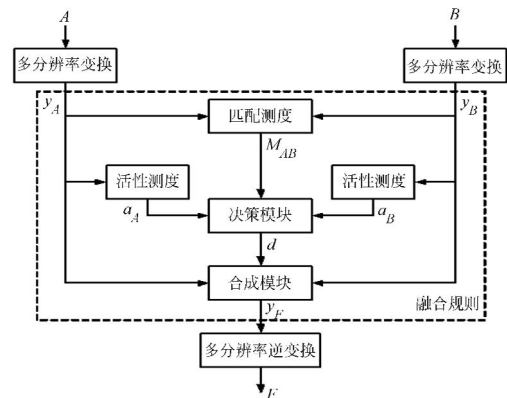 A
B
多分辨率变换
多分辨率变换
y_A
y_B
匹配测度
M_AB
活性测度
活性测度
a_A
决策模块
a_B
d
合成模块
融合规则
y_F
多分辨率逆变换
F